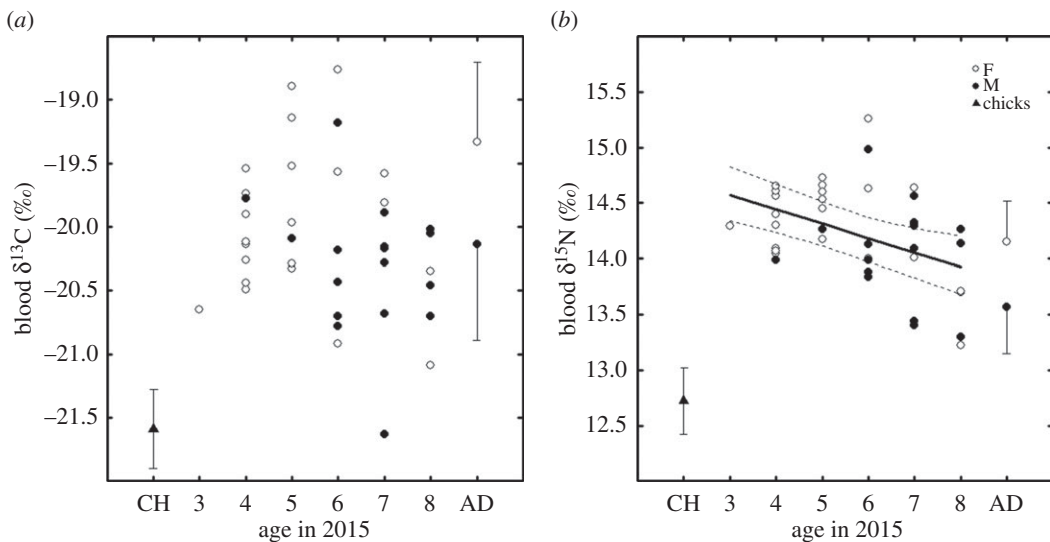 (a)
–19.0
–19.5
–20.0
–20.5
–21.0
–21.5
blood δ¹³C (‰)
CH 3 4 5 6 7 8 AD
age in 2015
(b)
15.5
15.0
14.5
14.0
13.5
13.0
12.5
blood δ¹⁵N (‰)
F
M
chicks
CH 3 4 5 6 7 8 AD
age in 2015